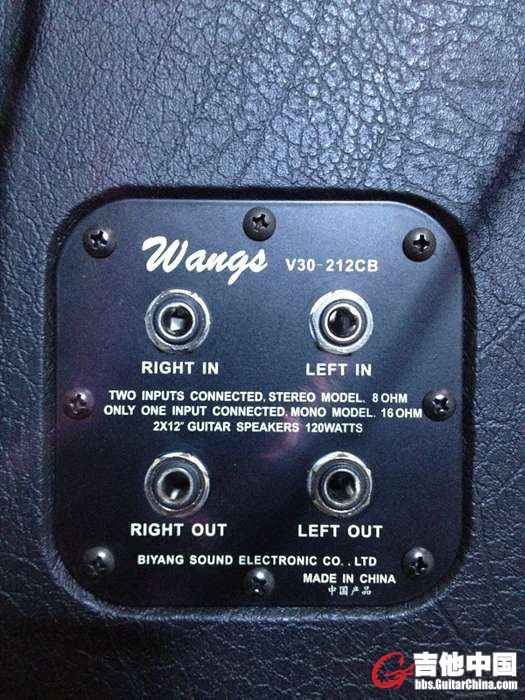 Wangs V30-212CB
RIGHT IN LEFT IN
TWO INPUTS CONNECTED, STEREO MODEL. 8 OHM
ONLY ONE INPUT CONNECTED, MONO MODEL. 16 OHM
2X12" GUITAR SPEAKERS 120WATTS
RIGHT OUT LEFT OUT
BIYANG SOUND ELECTRONIC CO.. LTD
MADE IN CHINA
中国产品
吉他中国
bbs.GuitarChina.com